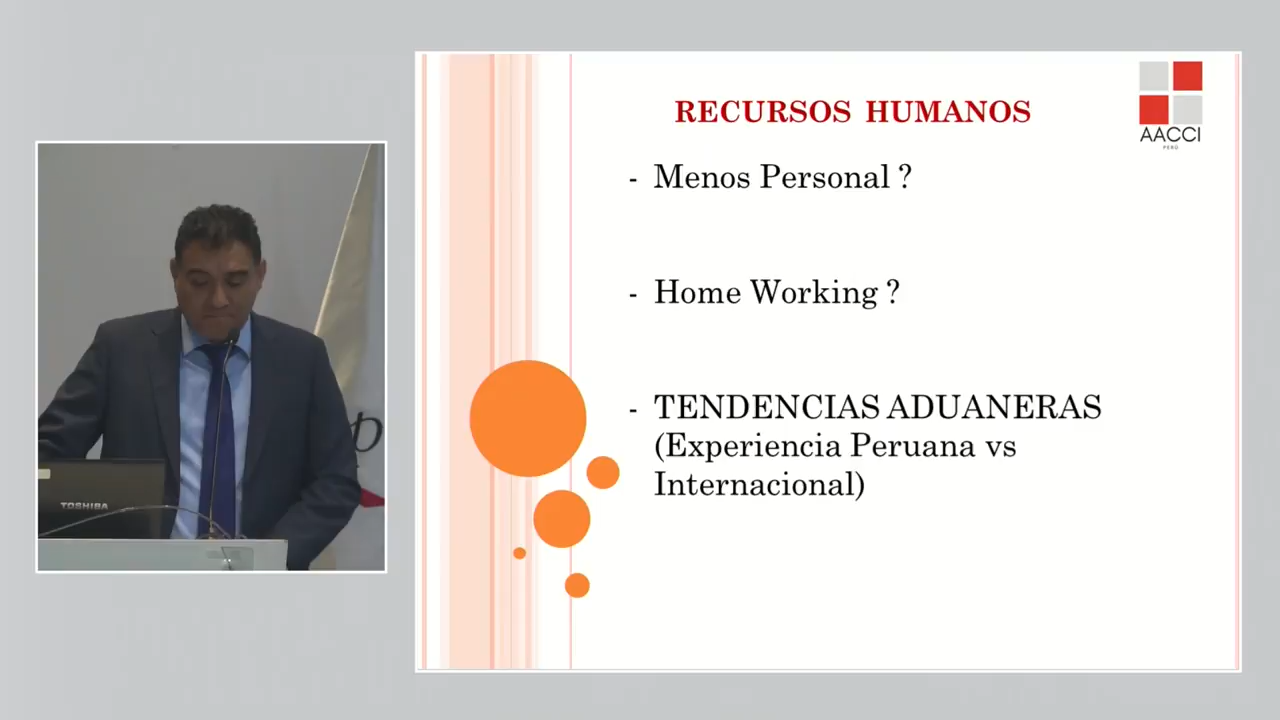 RECURSOS HUMANOS
AACCI
PERÚ
- Menos Personal ?
- Home Working ?
- TENDENCIAS ADUANERAS
(Experiencia Peruana vs
Internacional)
TOSHIBA
p